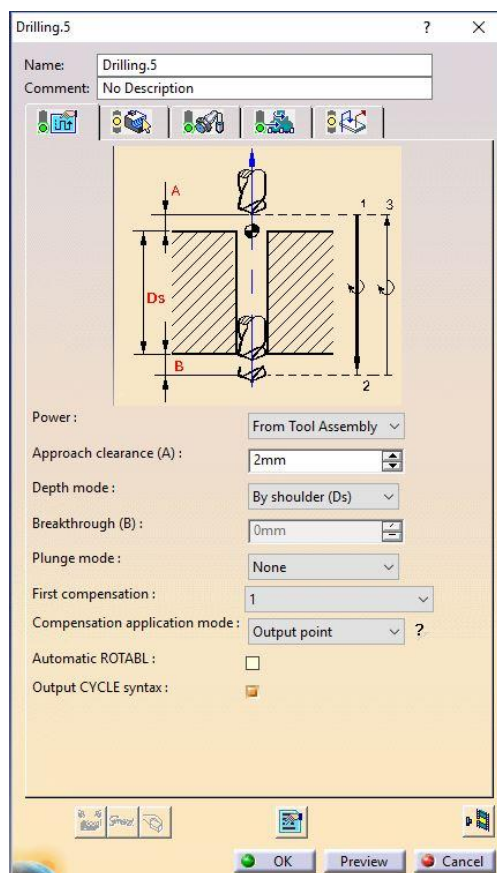 Drilling.5 ? ×
Name: Drilling.5
Comment: No Description
A
1 3
Ds
B
2
Power : From Tool Assembly
Approach clearance (A) : 2mm
Depth mode : By shoulder (Ds)
Breakthrough (B) : 0mm
Plunge mode : None
First compensation : 1
Compensation application mode : Output point ?
Automatic ROTABL :
Output CYCLE syntax :
OK Preview Cancel